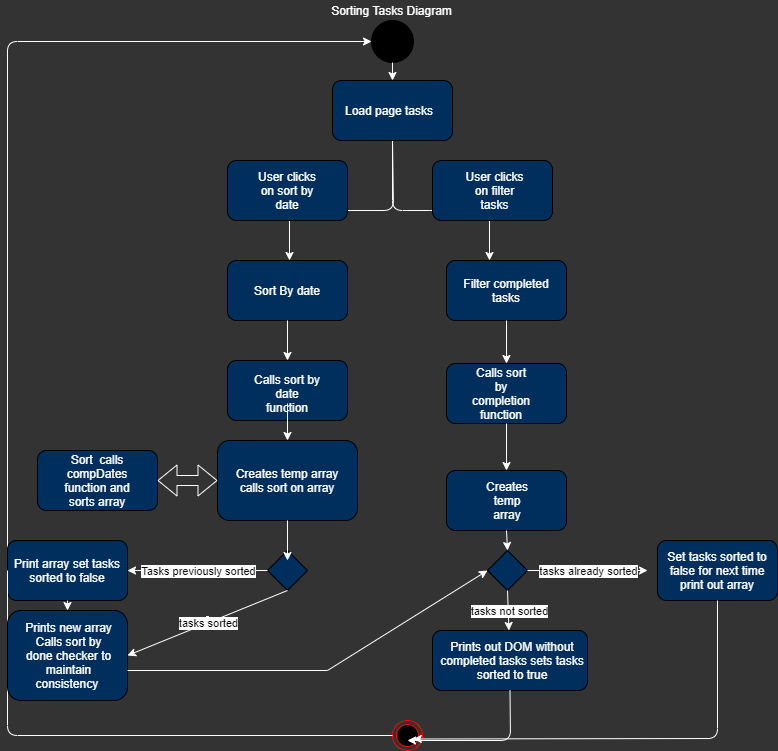 Sorting Tasks Diagram
Load page tasks
User clicks
on sort by
date
User clicks
on filter
tasks
Sort By date
Filter completed
tasks
Calls sort by
date
function
Calls sort
by
completion
function
Sort  calls
compDates
function and
sorts array
Creates temp array
calls sort on array
Creates
temp
array
Print array set tasks
sorted to false
Tasks previously sorted
tasks already sorted
Set tasks sorted to
false for next time
print out array
tasks sorted
tasks not sorted
Prints new array
Calls sort by
done checker to
maintain
consistency
Prints out DOM without
completed tasks sets tasks
sorted to true